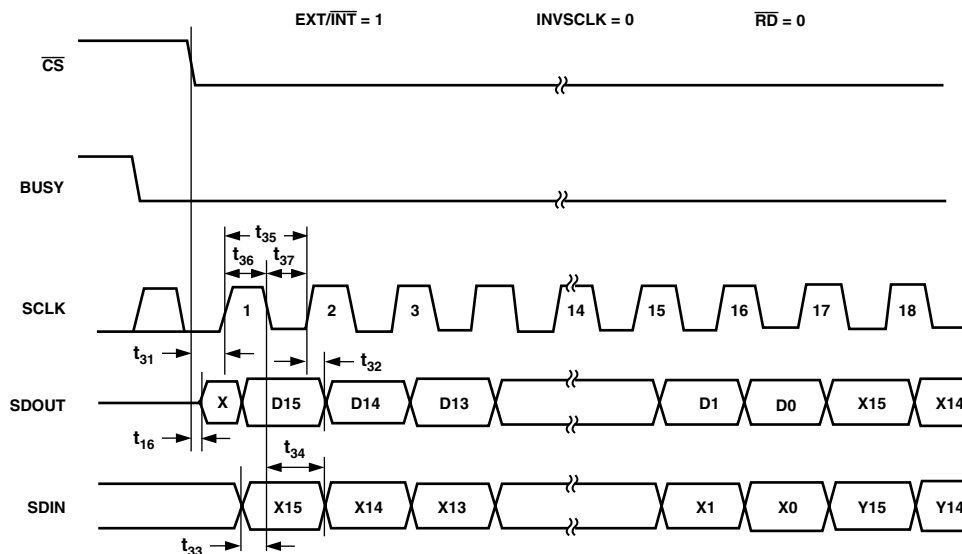 EXT/INT = 1 INVSCLK = 0 RD = 0
CS
BUSY
t35
t36 t37
SCLK 1 2 3 14 15 16 17 18
t31 t32
SDOUT X D15 D14 D13 D1 D0 X15 X14
t16
t34
SDIN X15 X14 X13 X1 X0 Y15 Y14
t33